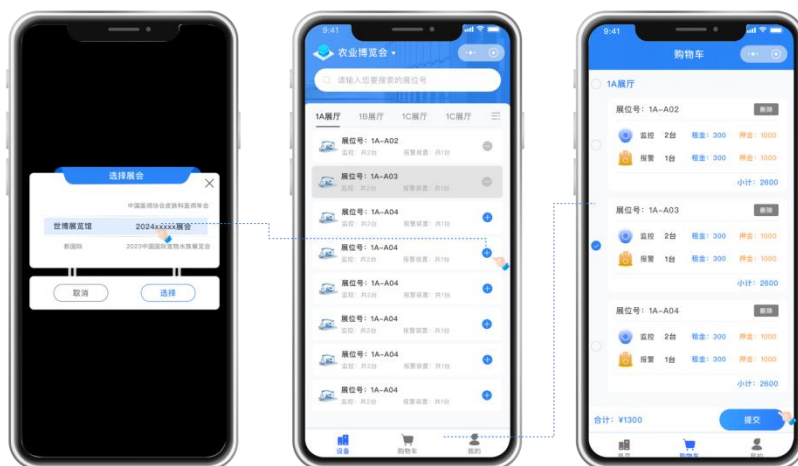 选择展会
中国医师协会皮肤科医师年会
世博展览馆 2024xxxxx展会
新国际 2023中国国际宠物水族展览会
取消 选择
9:41
农业博览会
请输入您要搜索的展位号
1A展厅 1B展厅 1C展厅 1C展厅
展位号：1A-A02
监控：共2台 报警装置：共1台
展位号：1A-A03
监控：共2台 报警装置：共1台
展位号：1A-A04
监控：共2台 报警装置：共1台
展位号：1A-A04
监控：共2台 报警装置：共1台
展位号：1A-A04
监控：共2台 报警装置：共1台
展位号：1A-A04
监控：共2台 报警装置：共1台
展位号：1A-A04
监控：共2台 报警装置：共1台
展位号：1A-A04
监控：共2台 报警装置：共1台
设备 购物车 我的
9:41
购物车
1A展厅
展位号：1A-A02 删除
监控 2台 租金：300 押金：1000
报警 1台 租金：300 押金：1000
小计：2600
展位号：1A-A03 删除
监控 2台 租金：300 押金：1000
报警 1台 租金：300 押金：1000
小计：2600
展位号：1A-A04 删除
监控 2台 租金：300 押金：1000
报警 1台 租金：300 押金：1000
小计：2600
合计：¥1300 提交
首页 购物车 我的